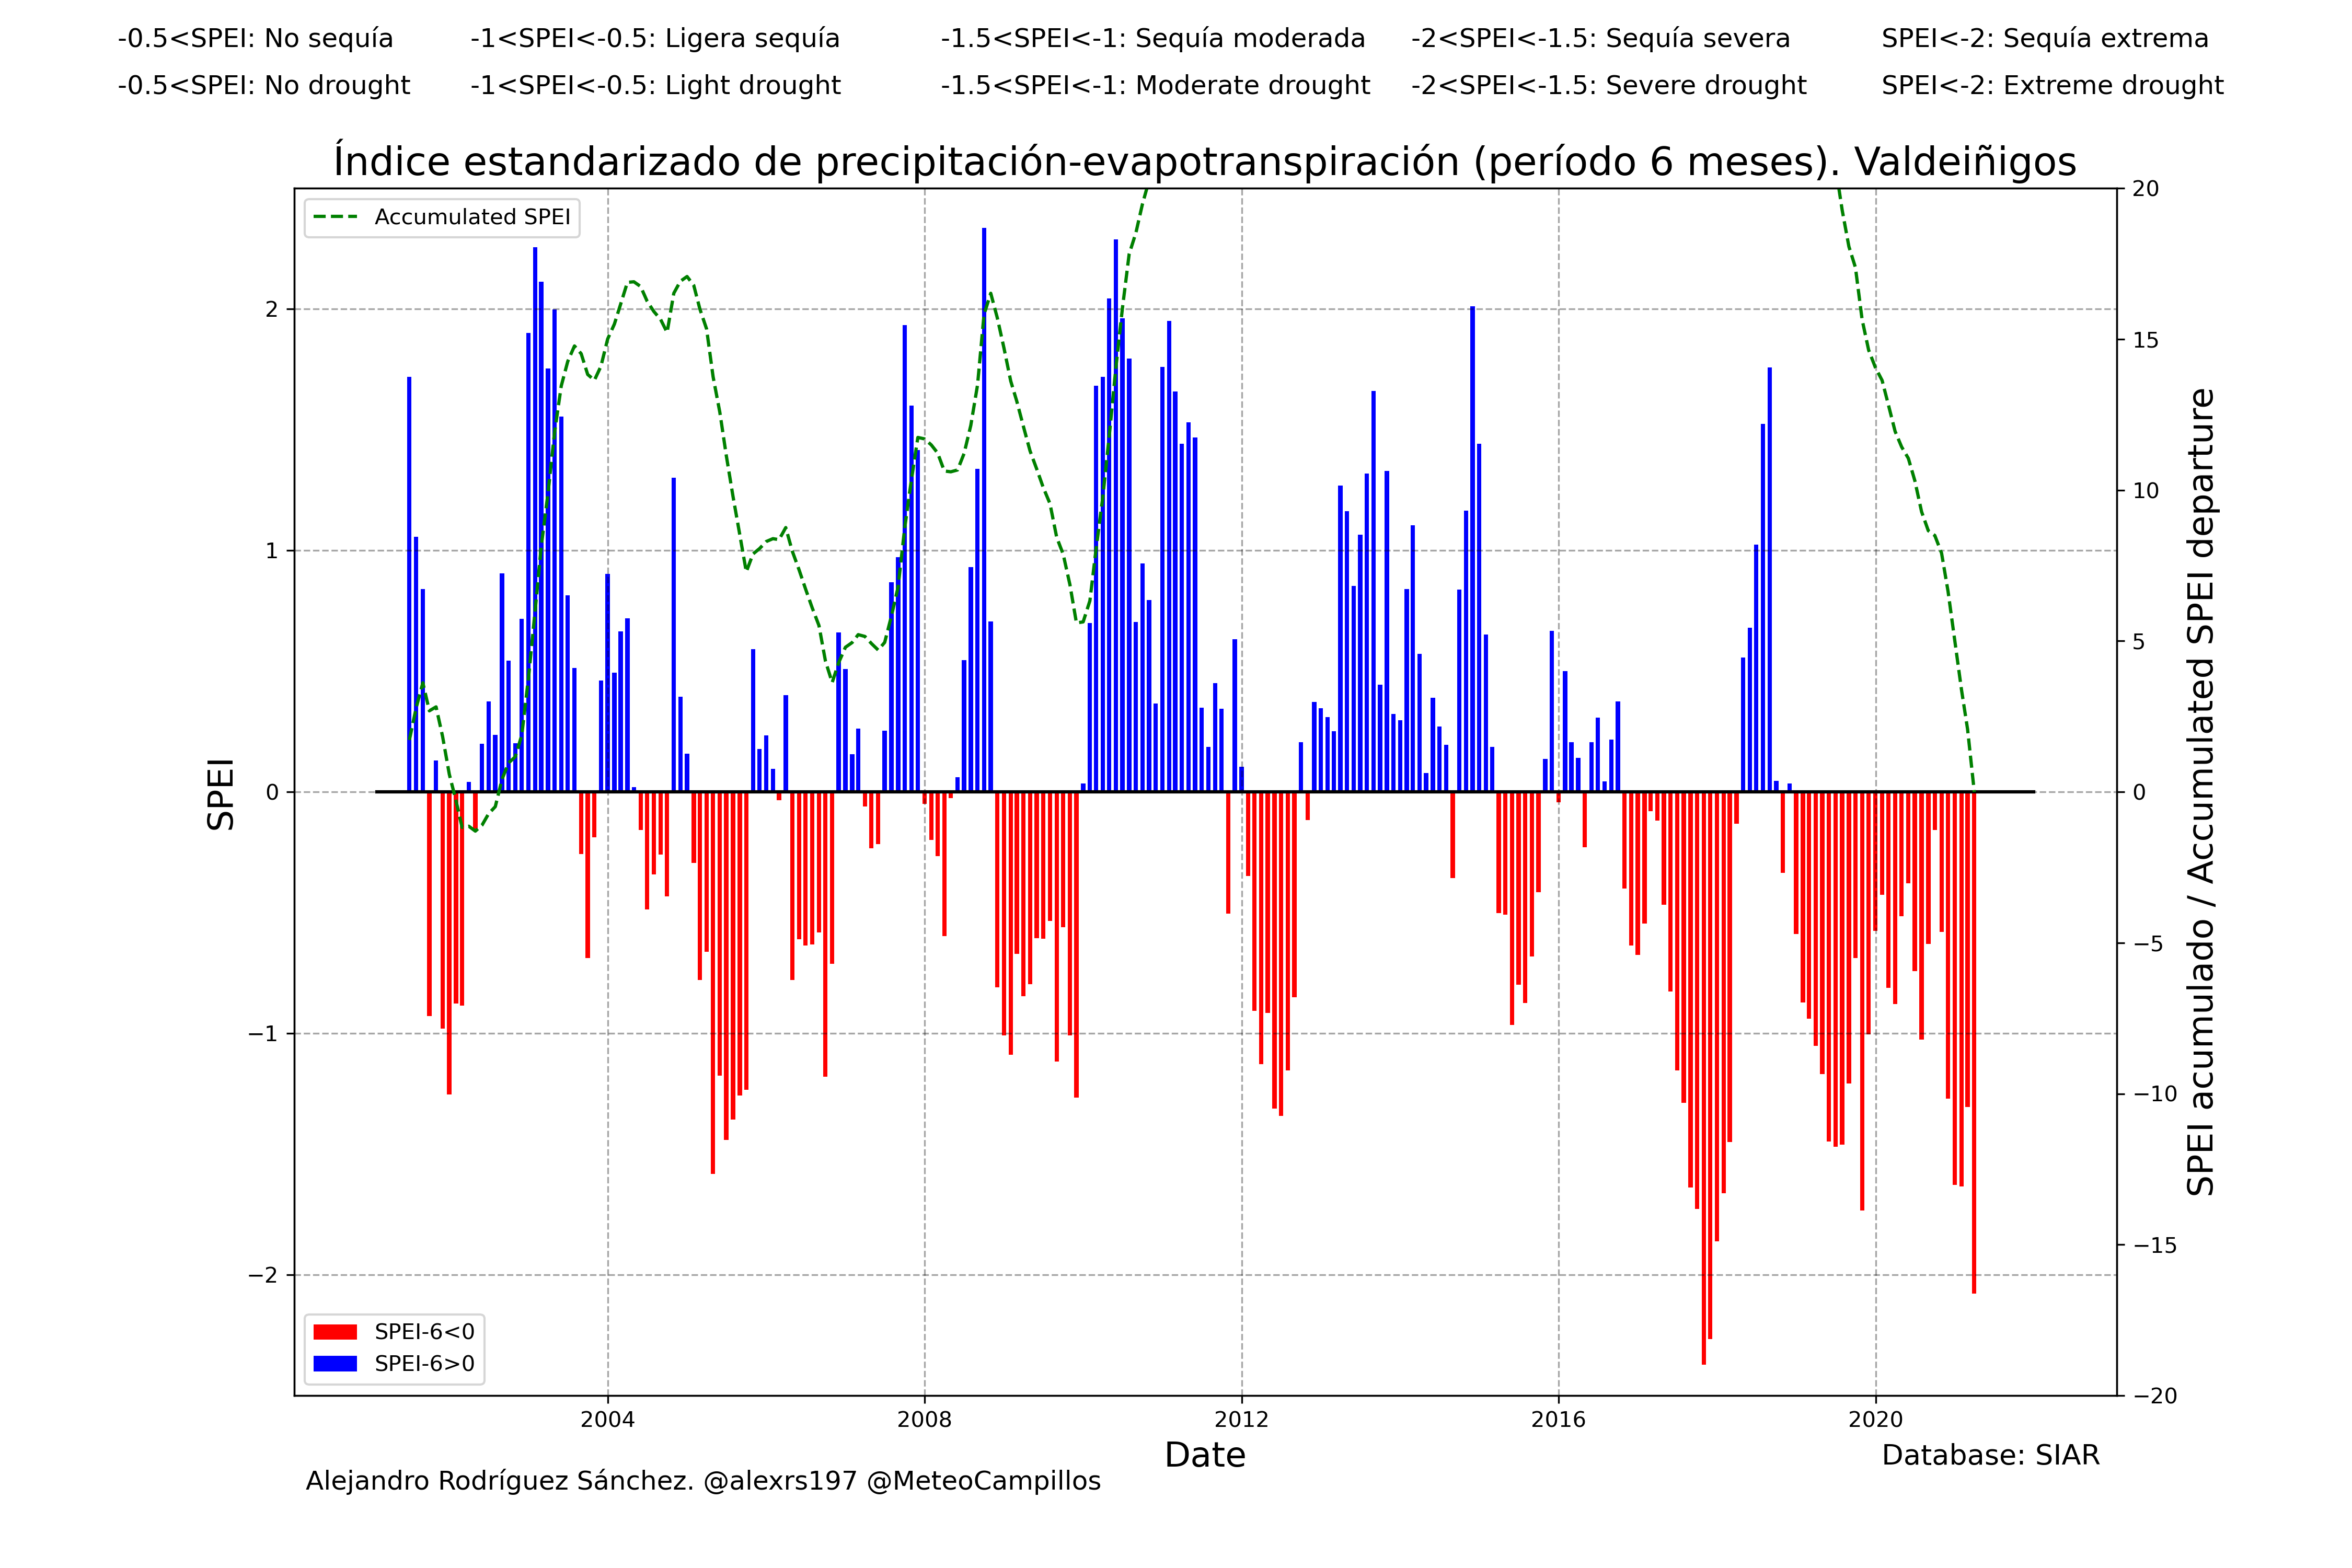 -0.5<SPEI: No sequía -1<SPEI<-0.5: Ligera sequía -1.5<SPEI<-1: Sequía moderada -2<SPEI<-1.5: Sequía severa SPEI<-2: Sequía extrema
-0.5<SPEI: No drought -1<SPEI<-0.5: Light drought -1.5<SPEI<-1: Moderate drought -2<SPEI<-1.5: Severe drought SPEI<-2: Extreme drought
Índice estandarizado de precipitación-evapotranspiración (período 6 meses). Valdeiñigos
Accumulated SPEI
SPEI
2
1
0
−1
−2
20
15
10
5
0
−5
−10
−15
−20
SPEI acumulado / Accumulated SPEI departure
SPEI-6<0
SPEI-6>0
2004 2008 2012 2016 2020
Date
Database: SIAR
Alejandro Rodríguez Sánchez. @alexrs197 @MeteoCampillos